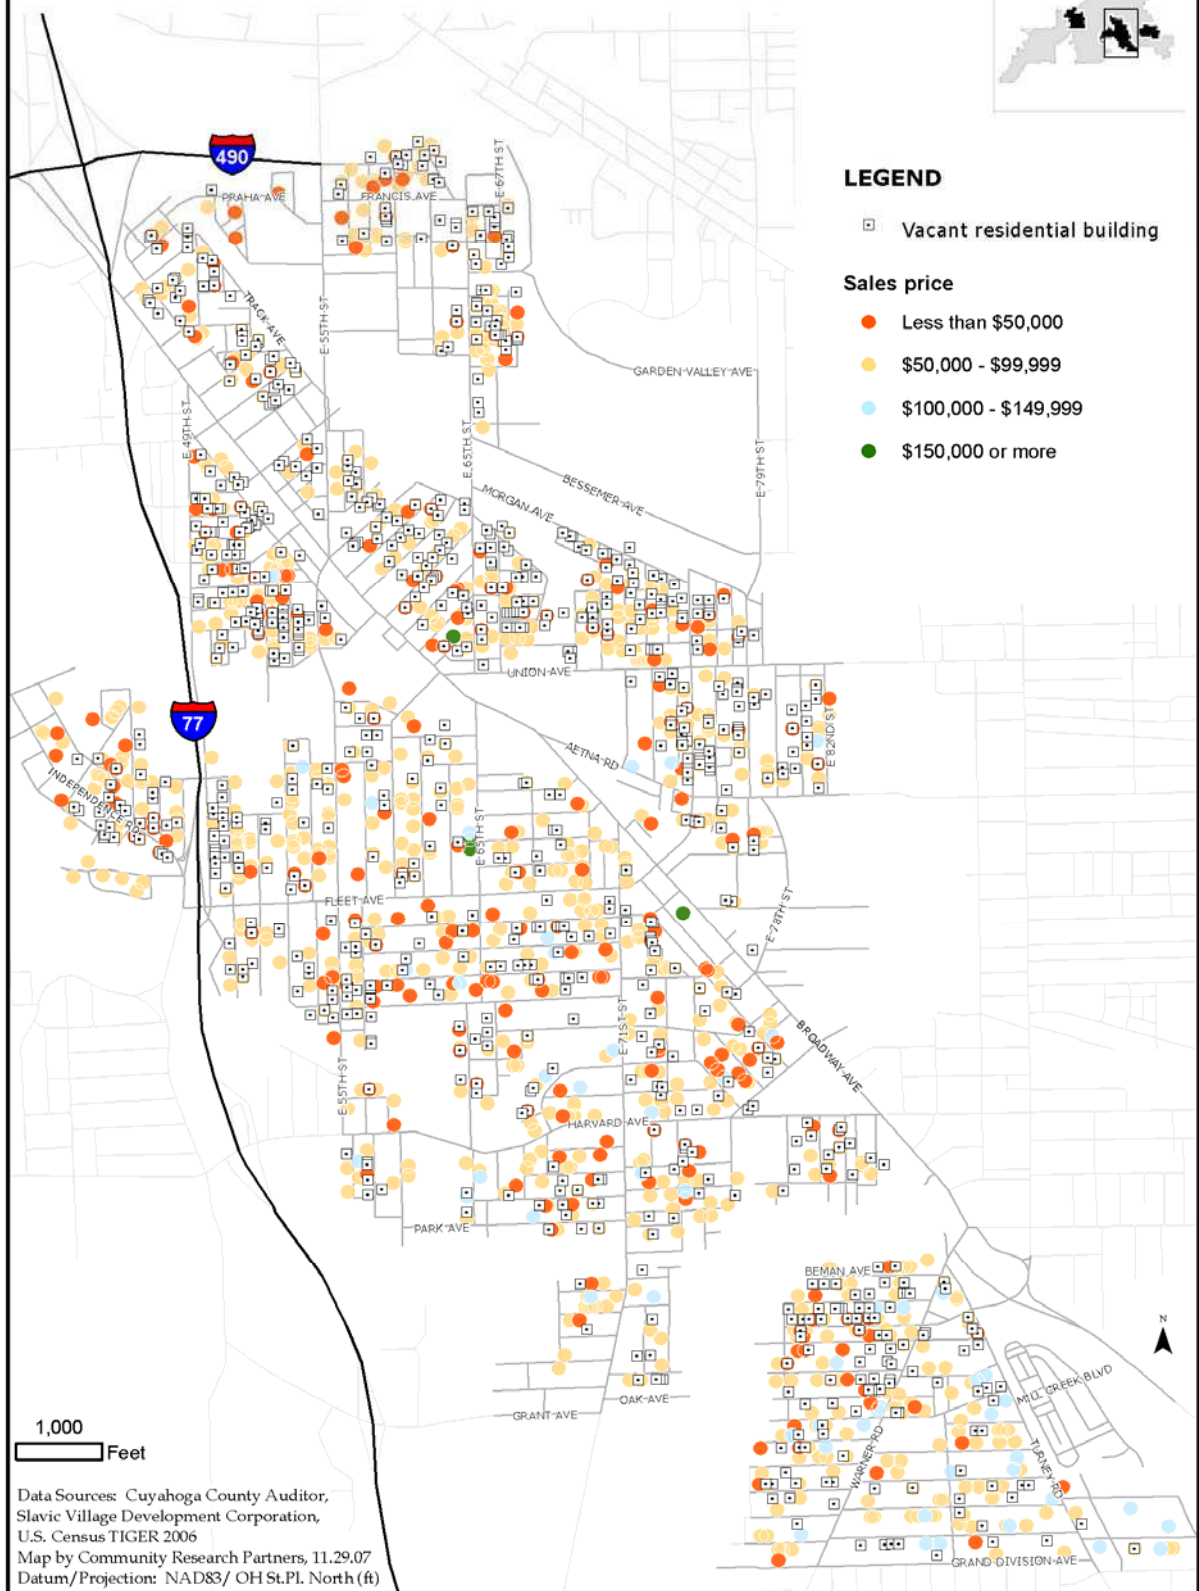 490
PRAHA AVE
FRANCIS AVE
E 67TH ST
LEGEND
Vacant residential building
Sales price
Less than $50,000
$50,000 - $99,999
$100,000 - $149,999
$150,000 or more
TRACK AVE
E 55TH ST
GARDEN VALLEY AVE
E 49TH ST
E 65TH ST
E 79TH ST
BESSEMER AVE
MORGAN AVE
UNION AVE
77
AETNA RD
E 82ND ST
INDEPENDENCE RD
E 65TH ST
FLEET AVE
E 78TH ST
E 71ST ST
BROADWAY AVE
E 55TH ST
HARVARD AVE
PARK AVE
BEMAN AVE
N
MILL CREEK BLVD
OAK AVE
GRANT AVE
WARNER RD
TURNEY RD
GRAND DIVISION AVE
1,000
Feet
Data Sources: Cuyahoga County Auditor,
Slavic Village Development Corporation,
U.S. Census TIGER 2006
Map by Community Research Partners, 11.29.07
Datum/Projection: NAD83/ OH St.Pl. North (ft)